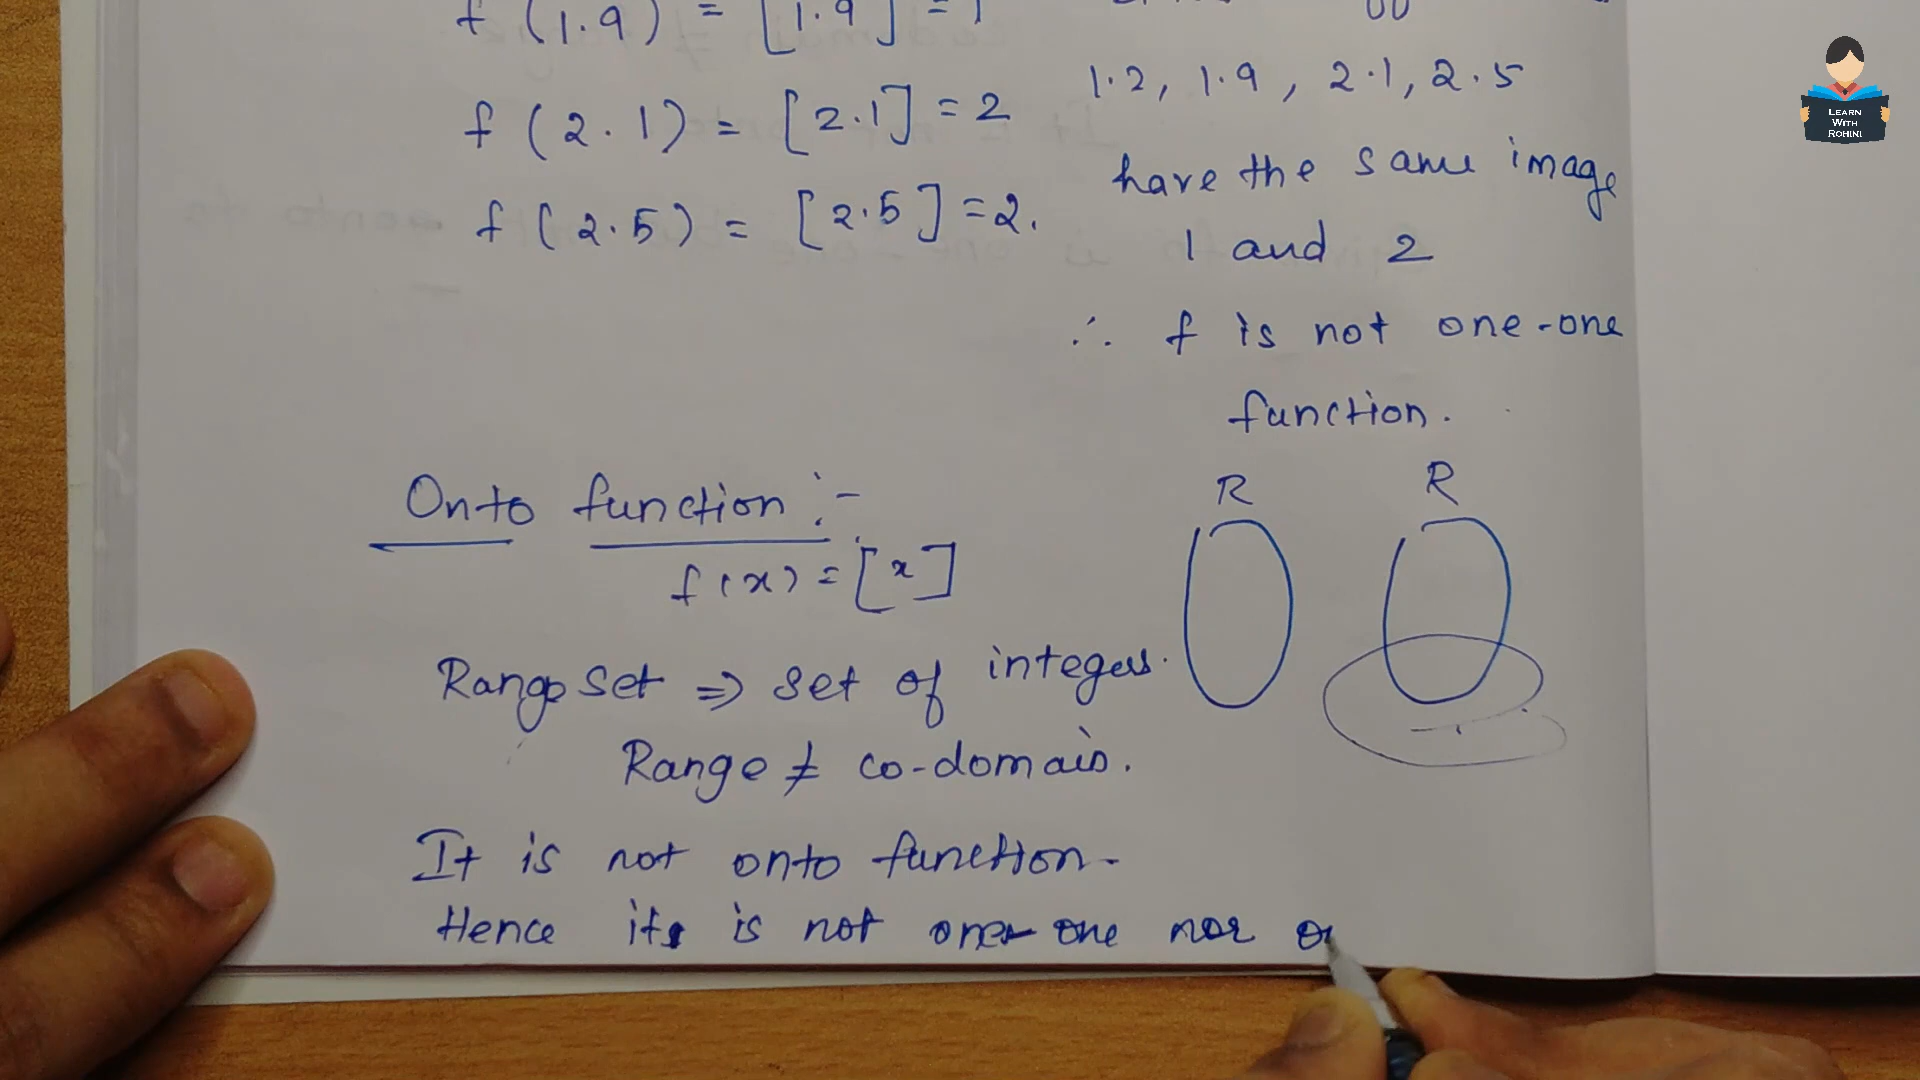 f (1.9) = [1.9] = 1
f (2.1) = [2.1] = 2
f (2.5) = [2.5] = 2.
1.2, 1.9, 2.1, 2.5
have the same image
1 and 2
∴ f is not one-one
function.
Onto function :-
f(x) = [x]
Range set ⇒ set of integers.
Range ≠ co-domain.
It is not onto function.
Hence it is not one-one nor o
R R
LEARN
WITH
ROHINI